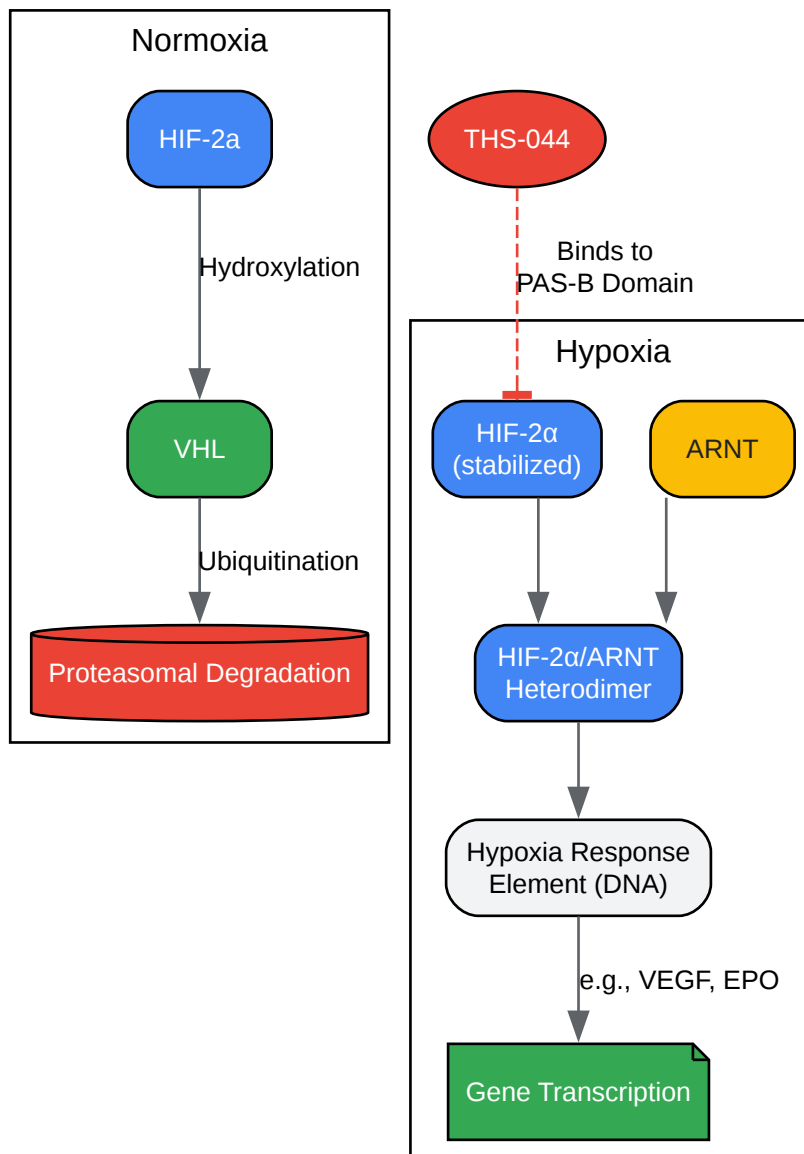 Normoxia
HIF-2a
Hydroxylation
VHL
Ubiquitination
Proteasomal Degradation
THS-044
Binds to
PAS-B Domain
Hypoxia
HIF-2α
(stabilized)
ARNT
HIF-2α/ARNT
Heterodimer
Hypoxia Response
Element (DNA)
e.g., VEGF, EPO
Gene Transcription